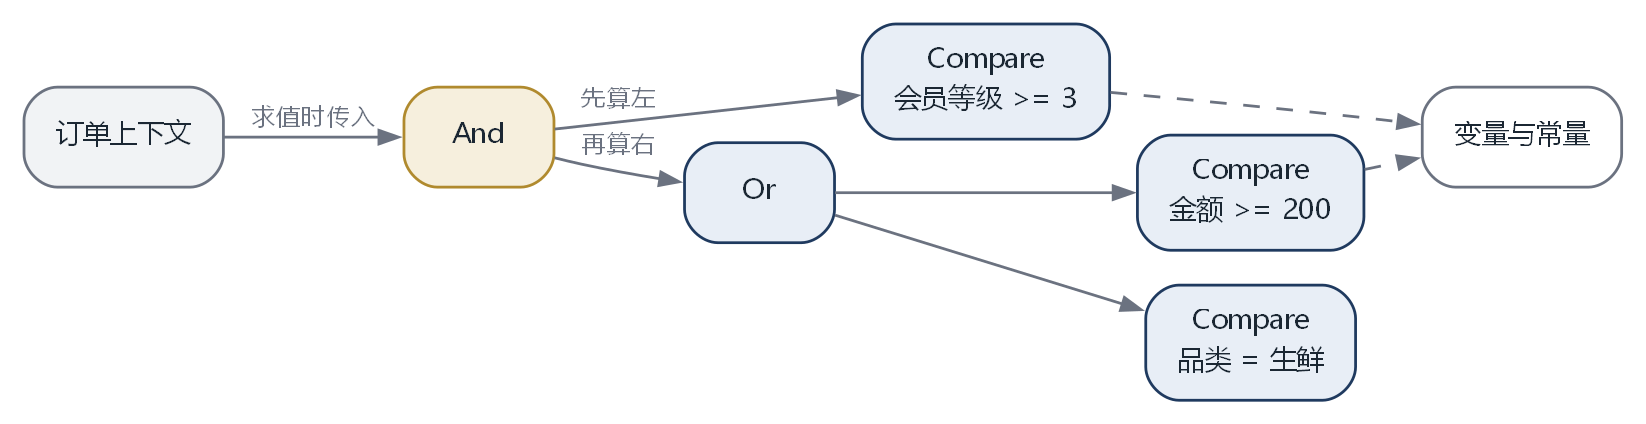 订单上下文
求值时传入
And
先算左
再算右
Compare
会员等级 >= 3
Or
Compare
金额 >= 200
Compare
品类 = 生鲜
变量与常量